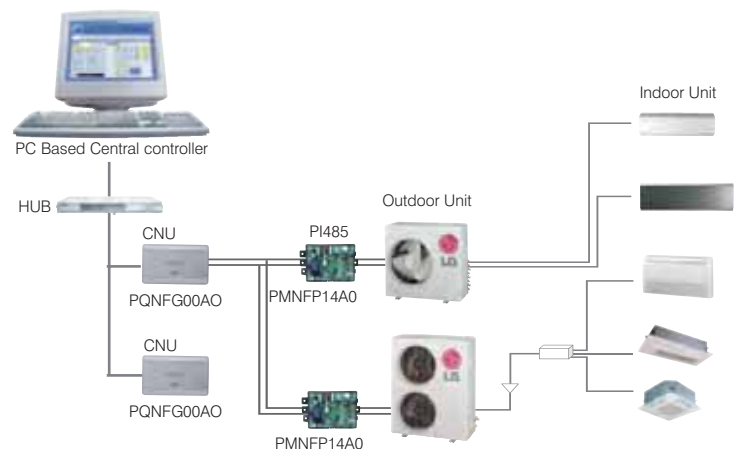 Indoor Unit
PC Based Central controller
HUB
Outdoor Unit
CNU
PI485
LG
PQNFG00AO
PMNFP14A0
CNU
LG
PQNFG00AO
PMNFP14A0